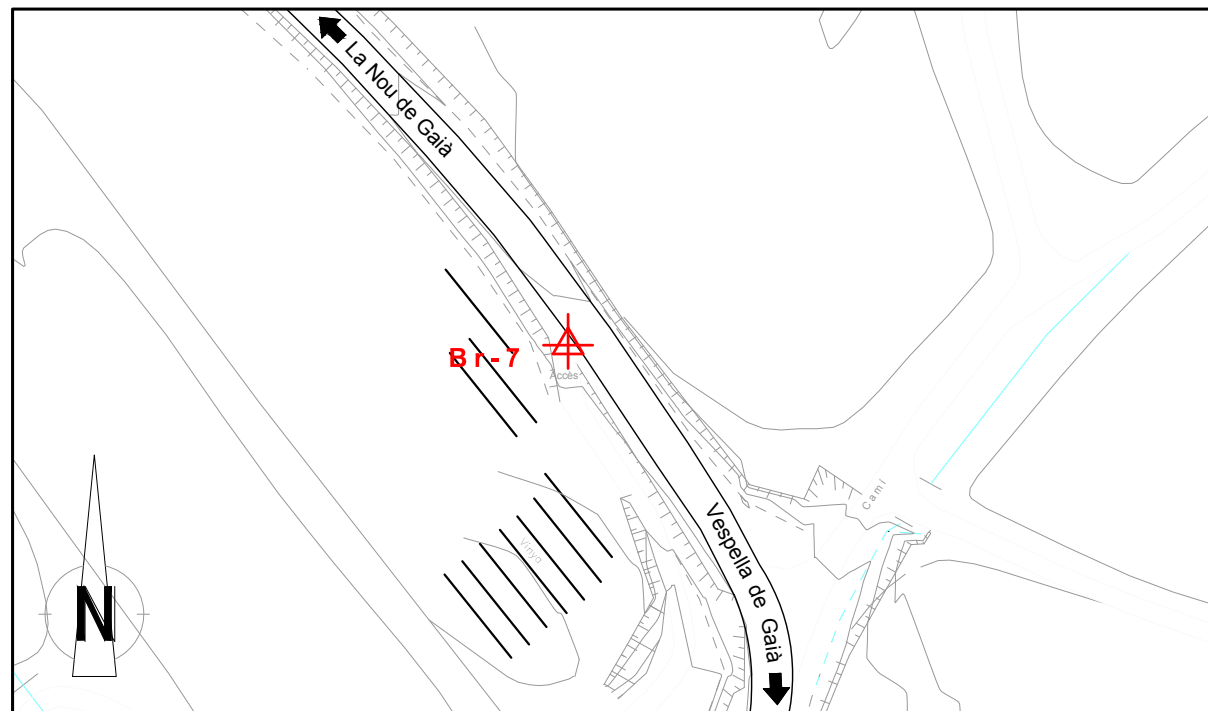 La Nou de Gaià
Br-7
Accés
Camí
Vinya
Vespella de Gaià
N